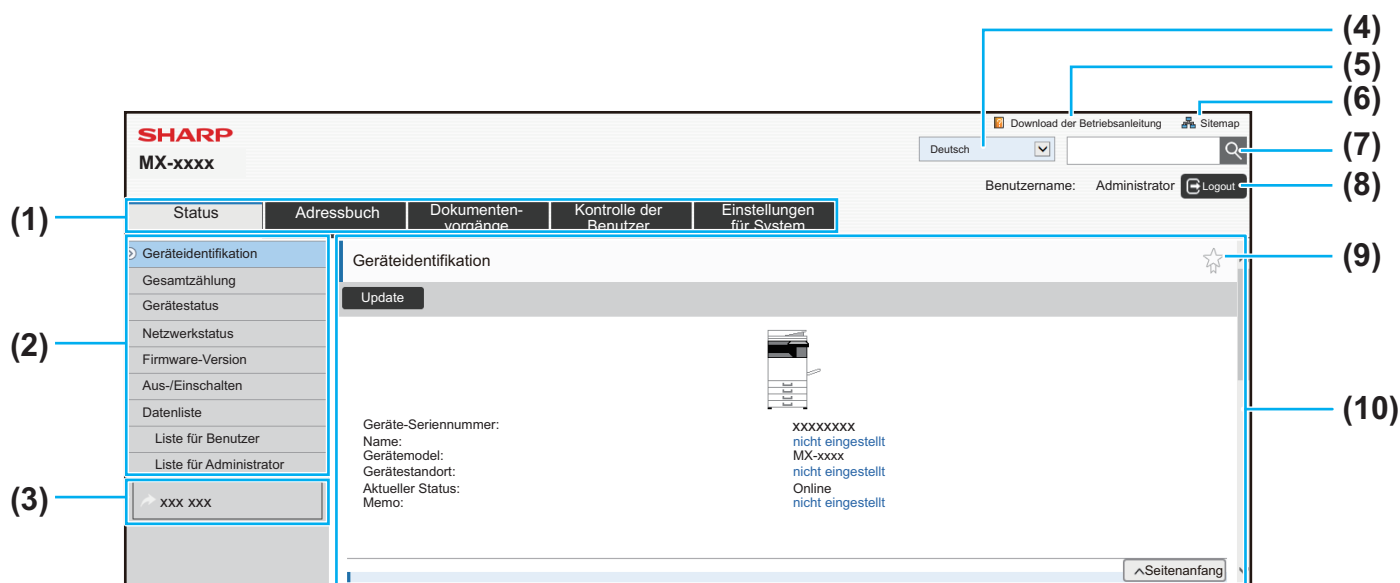 (4)
(5)
(6)
SHARP
Download der Betriebsanleitung Sitemap
MX-xxxx
Deutsch
(7)
Benutzername: Administrator Logout
(8)
(1)
Status Adressbuch Dokumenten-vorgänge Kontrolle der Benutzer Einstellungen für System
(2)
Geräteidentifikation
Gesamtzählung
Gerätestatus
Netzwerkstatus
Firmware-Version
Aus-/Einschalten
Datenliste
Liste für Benutzer
Liste für Administrator
(3)
xxx xxx
Geräteidentifikation
(9)
Update
(10)
Geräte-Seriennummer: xxxxxxxx
Name: nicht eingestellt
Gerätemodel: MX-xxxx
Gerätestandort: nicht eingestellt
Aktueller Status: Online
Memo: nicht eingestellt
Seitenanfang